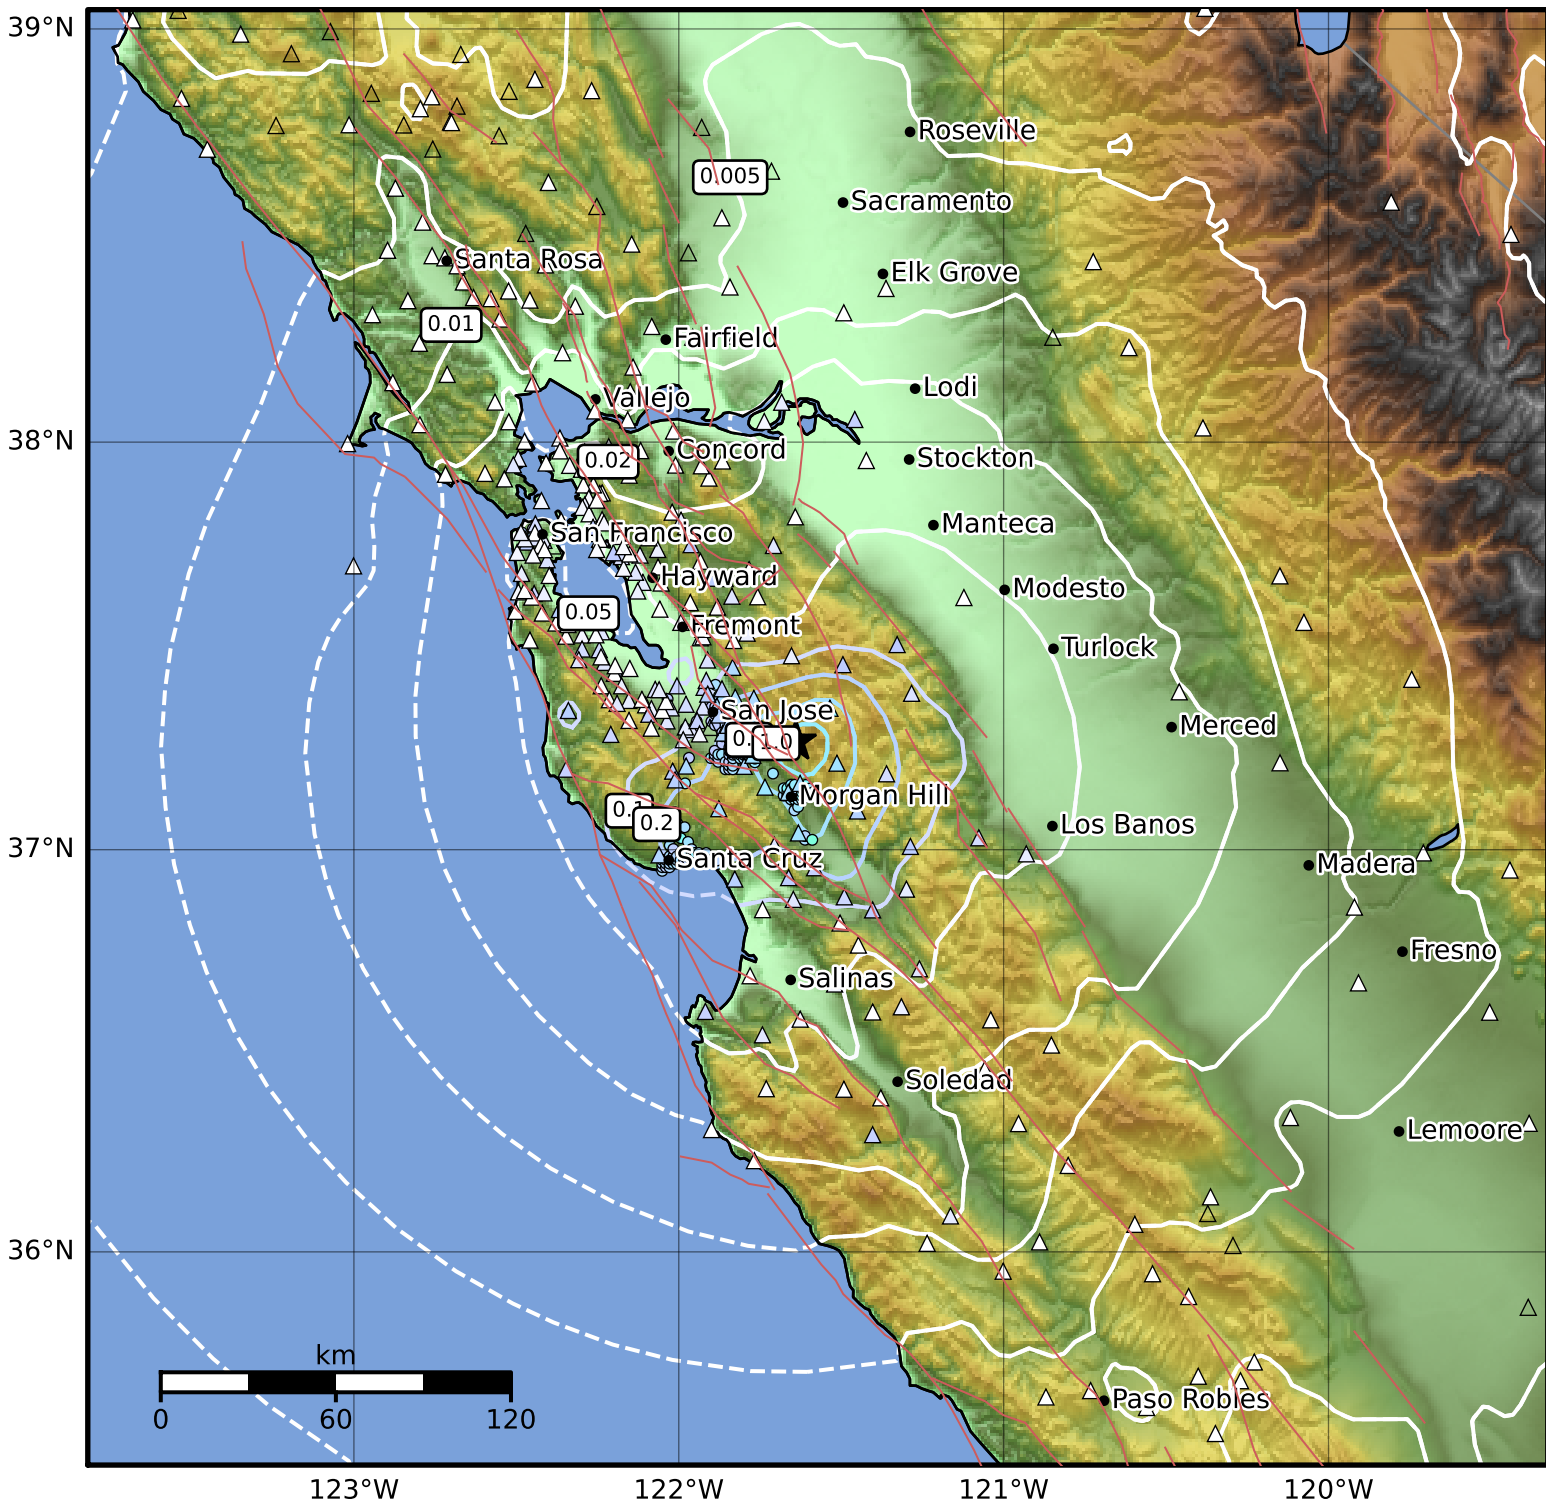 39°N
Roseville
0.005
Sacramento
Santa Rosa
Elk Grove
0.01
Fairfield
Lodi
Vallejo
38°N
Concord
0.02
Stockton
Manteca
San Francisco
Hayward
Modesto
0.05
Fremont
Turlock
San Jose
Merced
0.
1.0
Morgan Hill
0.1
0.2
Los Banos
37°N
Santa Cruz
Madera
Fresno
Salinas
Soledad
Lemoore
36°N
km
Paso Robles
0 60 120
123°W 122°W 121°W 120°W